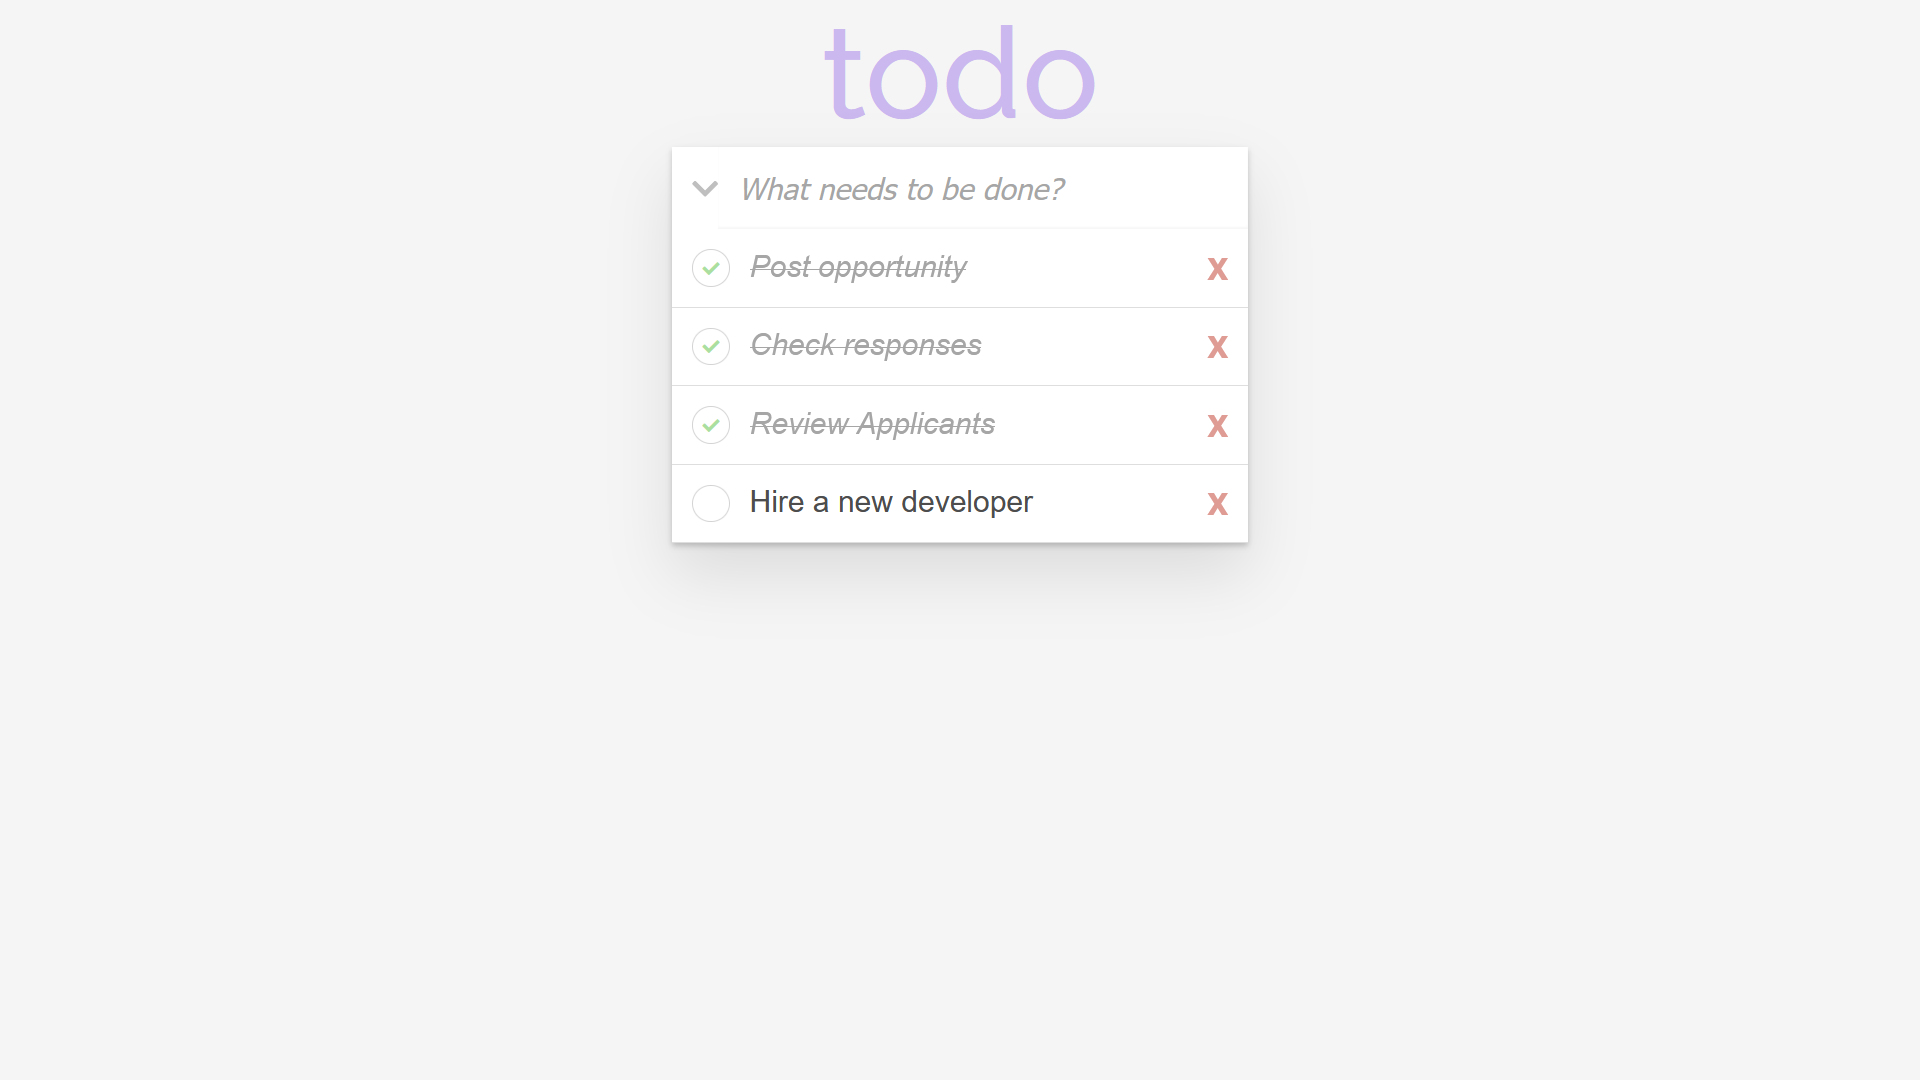 todo
What needs to be done?
Post opportunity
X
Check responses
X
Review Applicants
X
Hire a new developer
X